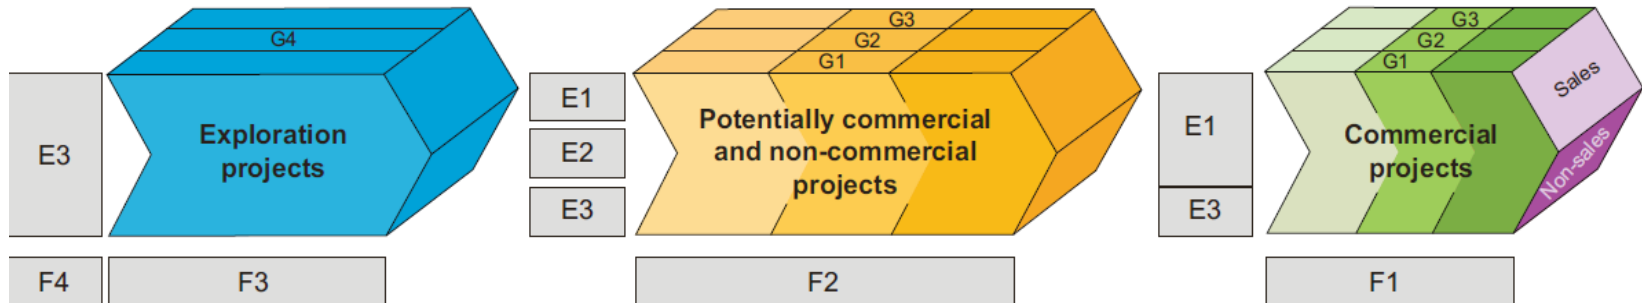 G4
E3
Exploration
projects
F4
F3
G3
G2
G1
E1
E2
E3
Potentially commercial
and non-commercial
projects
F2
G3
G2
G1
E1
E3
Commercial
projects
Sales
Non-sales
F1